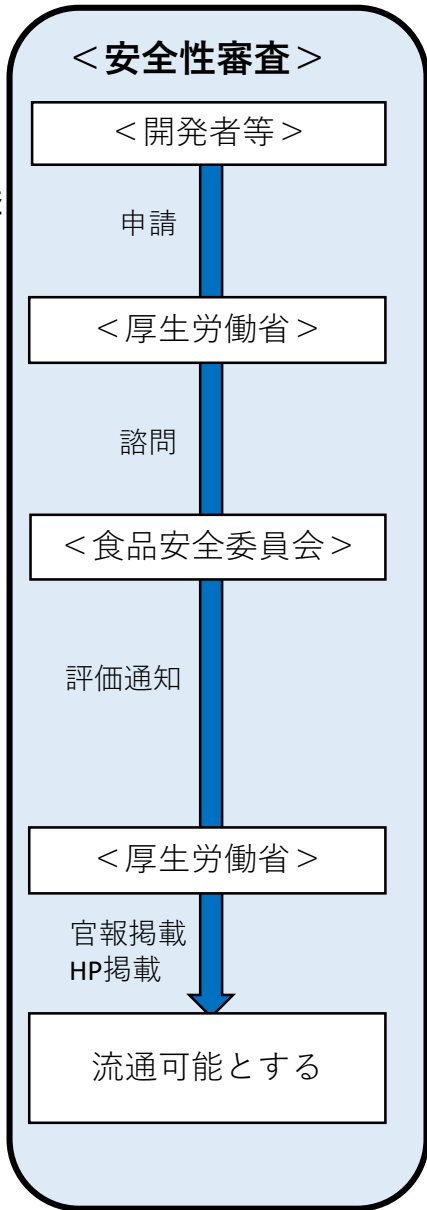 ＜安全性審査＞
＜開発者等＞
申請
＜厚生労働省＞
諮問
＜食品安全委員会＞
評価通知
＜厚生労働省＞
官報掲載
HP掲載
流通可能とする